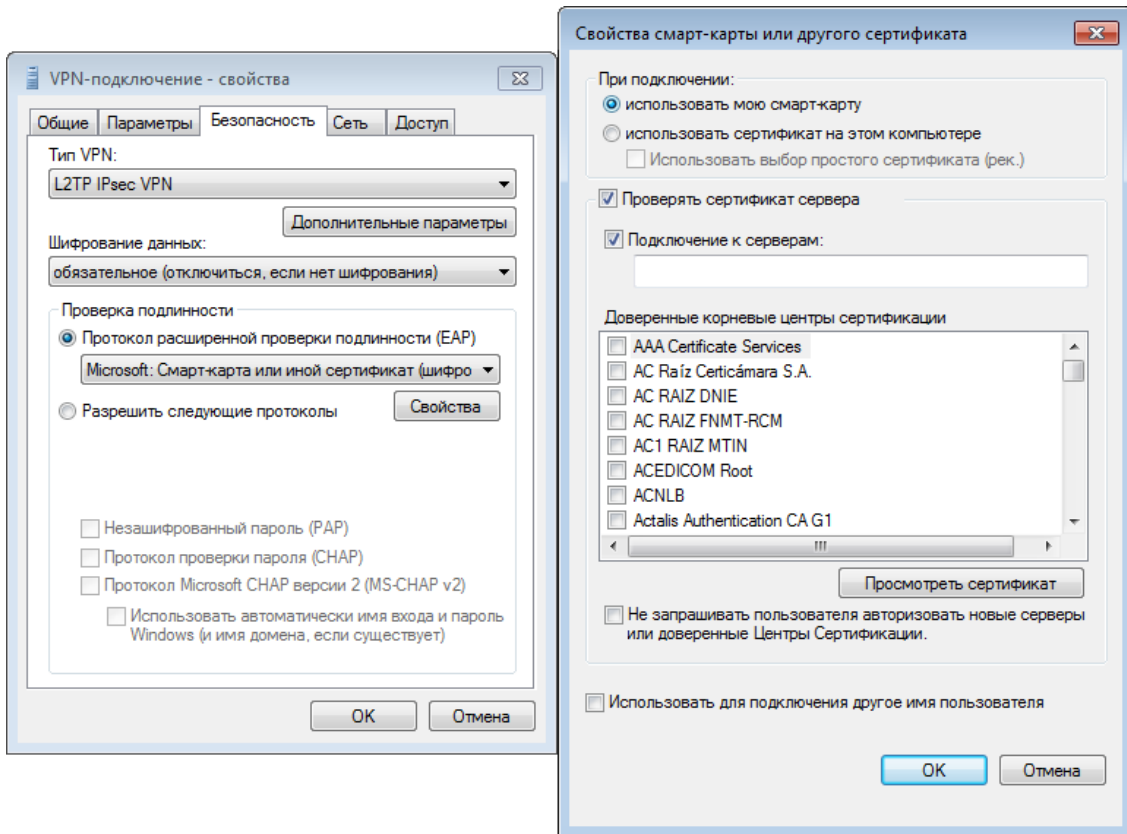 VPN-подключение - свойства
Общие
Параметры
Безопасность
Сеть
Доступ
Тип VPN:
L2TP IPsec VPN
Дополнительные параметры
Шифрование данных:
обязательное (отключиться, если нет шифрования)
Проверка подлинности
Протокол расширенной проверки подлинности (EAP)
Microsoft: Смарт-карта или иной сертификат (шифро
Разрешить следующие протоколы
Свойства
Незашифрованный пароль (PAP)
Протокол проверки пароля (CHAP)
Протокол Microsoft CHAP версии 2 (MS-CHAP v2)
Использовать автоматически имя входа и пароль
Windows (и имя домена, если существует)
OK
Отмена
Свойства смарт-карты или другого сертификата
При подключении:
использовать мою смарт-карту
использовать сертификат на этом компьютере
Использовать выбор простого сертификата (рек.)
Проверять сертификат сервера
Подключение к серверам:
Доверенные корневые центры сертификации
AAA Certificate Services
AC Raíz Certicámara S.A.
AC RAIZ DNIE
AC RAIZ FNMT-RCM
AC1 RAIZ MTIN
ACEDICOM Root
ACNLB
Actalis Authentication CA G1
Просмотреть сертификат
Не запрашивать пользователя авторизовать новые серверы
или доверенные Центры Сертификации.
Использовать для подключения другое имя пользователя
OK
Отмена